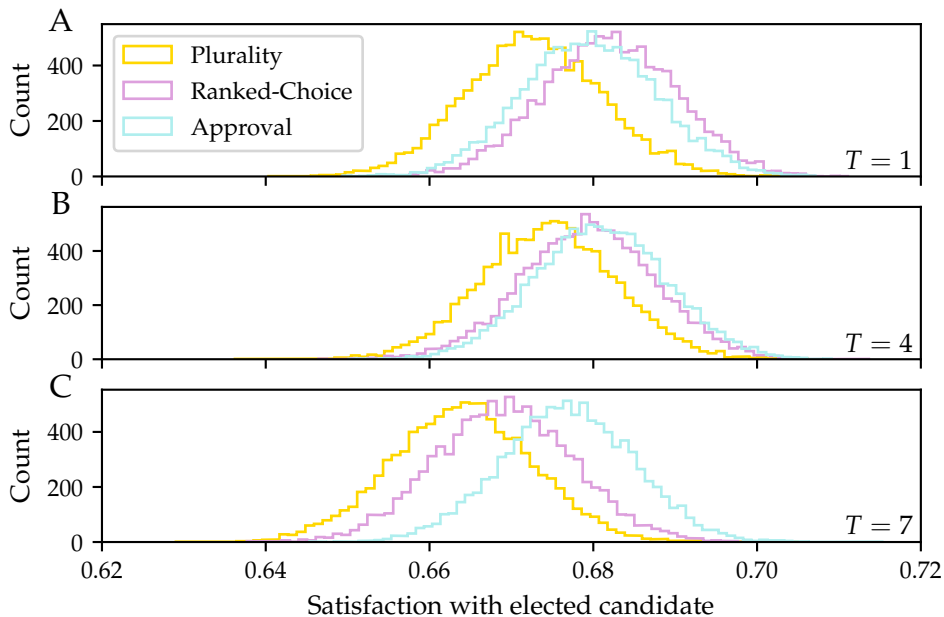 A
Plurality
Ranked-Choice
Approval
Count
400
200
0
T = 1
B
Count
400
200
0
T = 4
C
Count
400
200
0
T = 7
0.62 0.64 0.66 0.68 0.70 0.72
Satisfaction with elected candidate